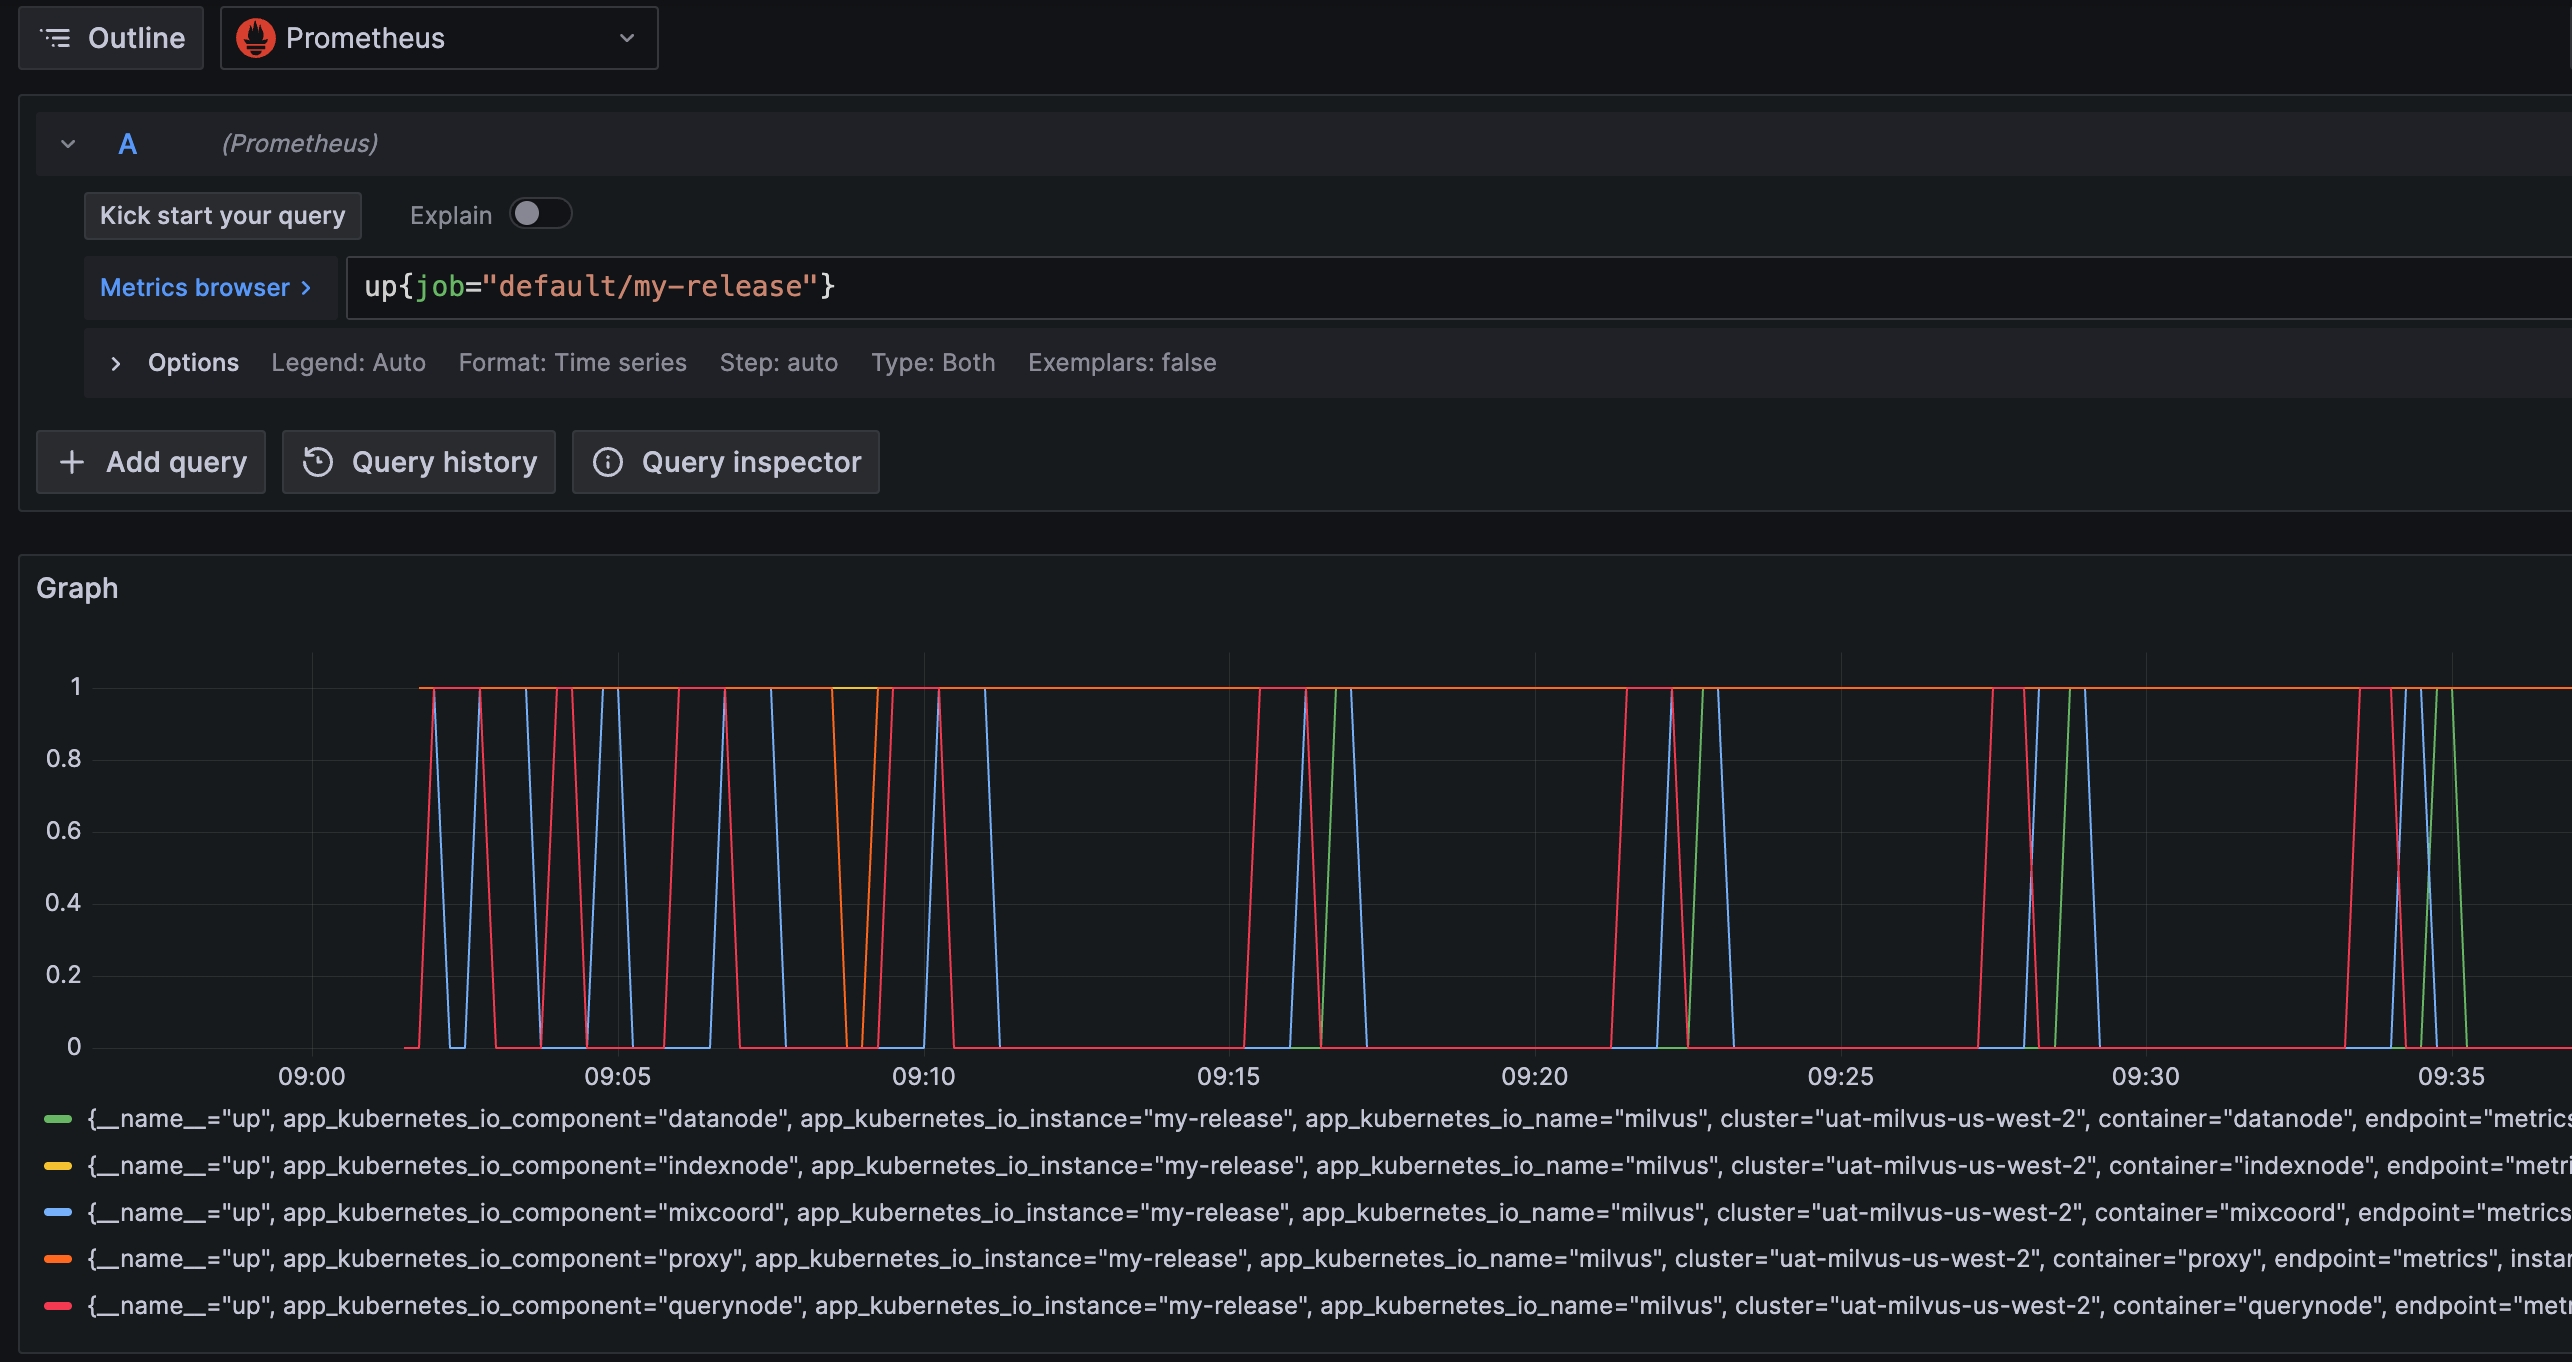 Outline Prometheus
A (Prometheus)
Kick start your query Explain
Metrics browser > up{job="default/my-release"}
Options Legend: Auto Format: Time series Step: auto Type: Both Exemplars: false
+ Add query Query history Query inspector
Graph
1
0.8
0.6
0.4
0.2
0
09:00 09:05 09:10 09:15 09:20 09:25 09:30 09:35
{__name__="up", app_kubernetes_io_component="datanode", app_kubernetes_io_instance="my-release", app_kubernetes_io_name="milvus", cluster="uat-milvus-us-west-2", container="datanode", endpoint="metrics
{__name__="up", app_kubernetes_io_component="indexnode", app_kubernetes_io_instance="my-release", app_kubernetes_io_name="milvus", cluster="uat-milvus-us-west-2", container="indexnode", endpoint="metri
{__name__="up", app_kubernetes_io_component="mixcoord", app_kubernetes_io_instance="my-release", app_kubernetes_io_name="milvus", cluster="uat-milvus-us-west-2", container="mixcoord", endpoint="metrics
{__name__="up", app_kubernetes_io_component="proxy", app_kubernetes_io_instance="my-release", app_kubernetes_io_name="milvus", cluster="uat-milvus-us-west-2", container="proxy", endpoint="metrics", instan
{__name__="up", app_kubernetes_io_component="querynode", app_kubernetes_io_instance="my-release", app_kubernetes_io_name="milvus", cluster="uat-milvus-us-west-2", container="querynode", endpoint="metr